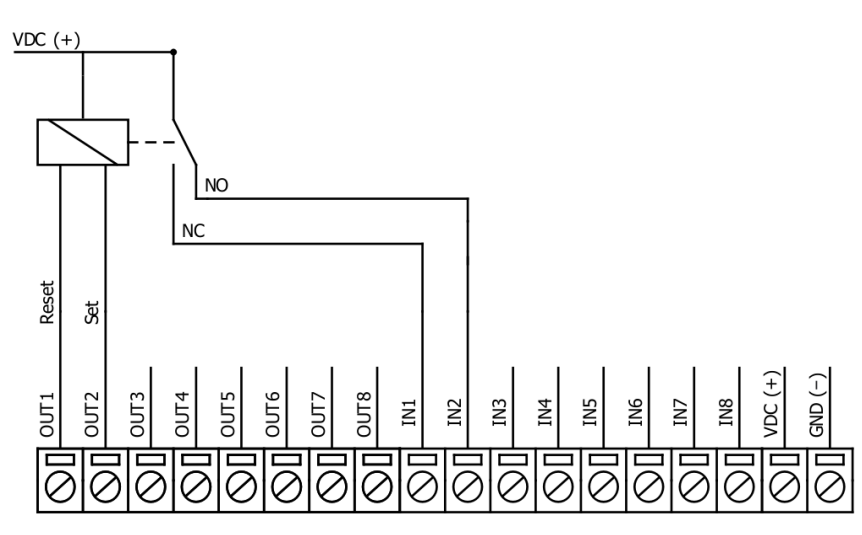 VDC (+)
NO
NC
Reset
Set
OUT1
OUT2
OUT3
OUT4
OUT5
OUT6
OUT7
OUT8
IN1
IN2
IN3
IN4
IN5
IN6
IN7
IN8
VDC (+)
GND (−)